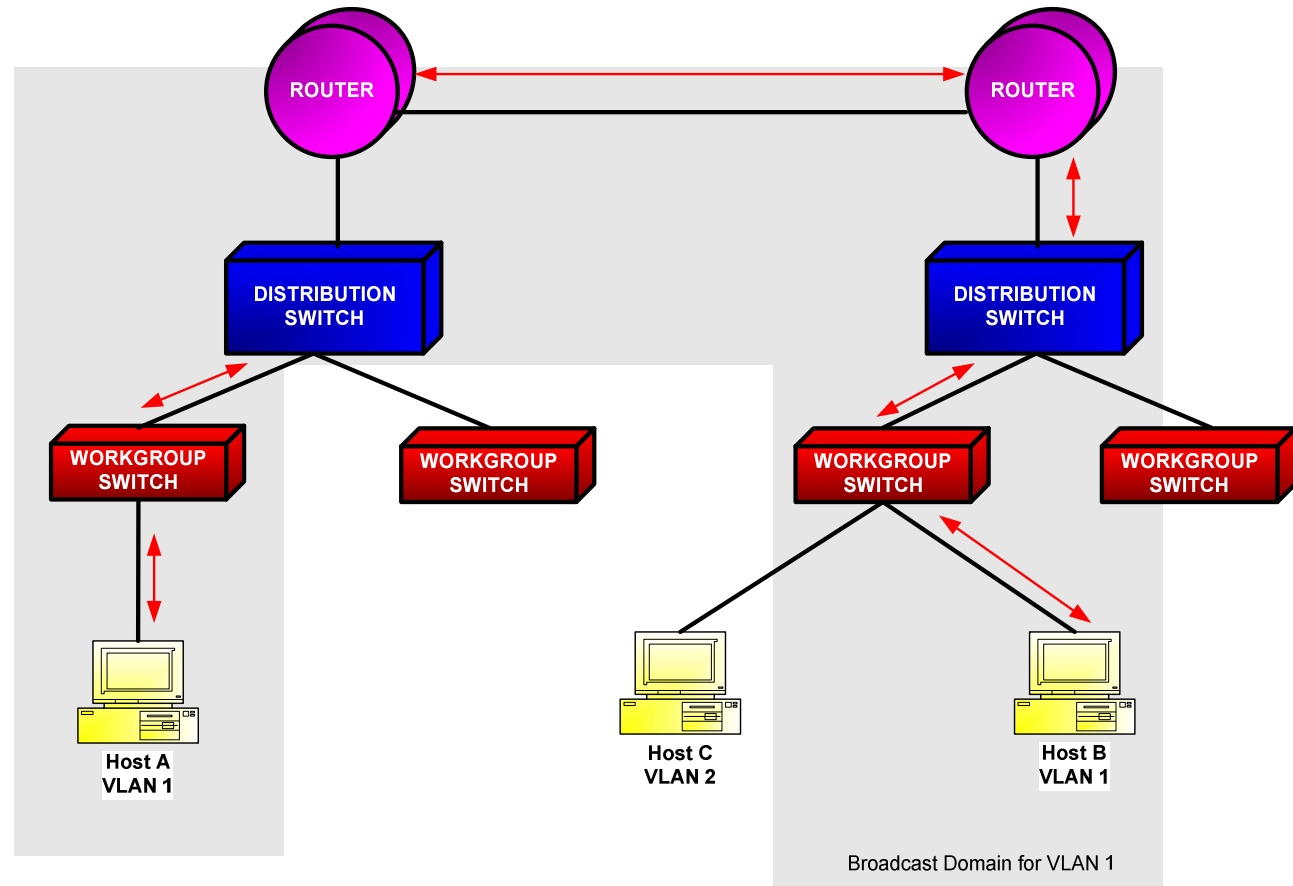 ROUTER
ROUTER
DISTRIBUTION
SWITCH
DISTRIBUTION
SWITCH
WORKGROUP
SWITCH
WORKGROUP
SWITCH
WORKGROUP
SWITCH
WORKGROUP
SWITCH
Host A
VLAN 1
Host C
VLAN 2
Host B
VLAN 1
Broadcast Domain for VLAN 1